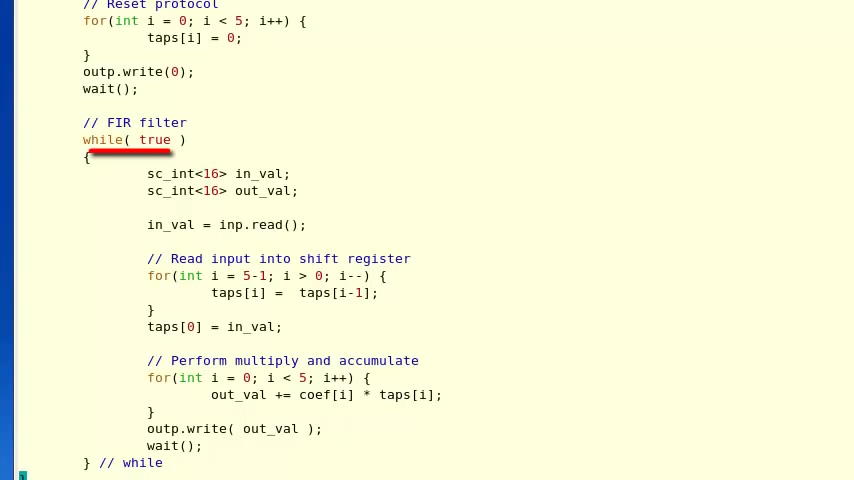 // Reset protocol
for(int i = 0; i < 5; i++) {
taps[i] = 0;
}
outp.write(0);
wait();
// FIR filter
while( true )
{
sc_int<16> in_val;
sc_int<16> out_val;
in_val = inp.read();
// Read input into shift register
for(int i = 5-1; i > 0; i--) {
taps[i] =  taps[i-1];
}
taps[0] = in_val;
// Perform multiply and accumulate
for(int i = 0; i < 5; i++) {
out_val += coef[i] * taps[i];
}
outp.write( out_val );
wait();
} // while
}